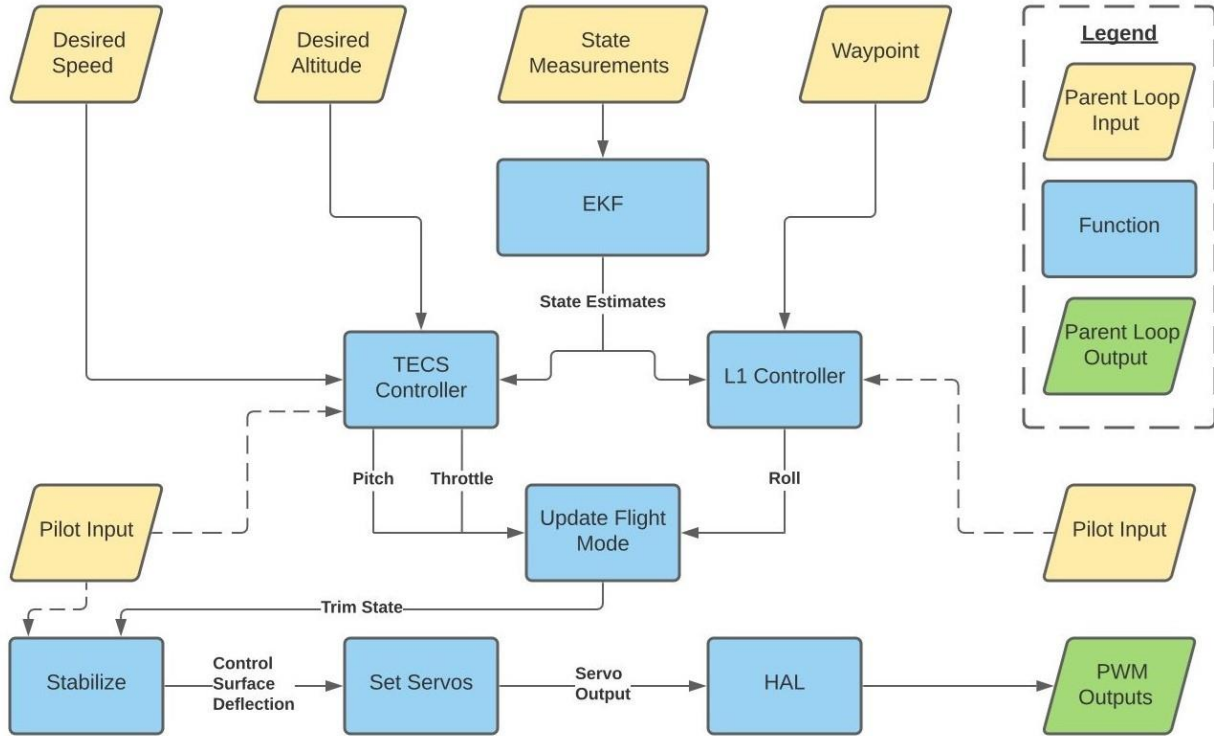 Desired
Speed
Desired
Altitude
State
Measurements
Waypoint
Legend
Parent Loop
Input
Function
Parent Loop
Output
EKF
State Estimates
TECS
Controller
L1 Controller
Pitch
Throttle
Roll
Pilot Input
Update Flight
Mode
Pilot Input
Trim State
Stabilize
Control
Surface
Deflection
Set Servos
Servo
Output
HAL
PWM
Outputs